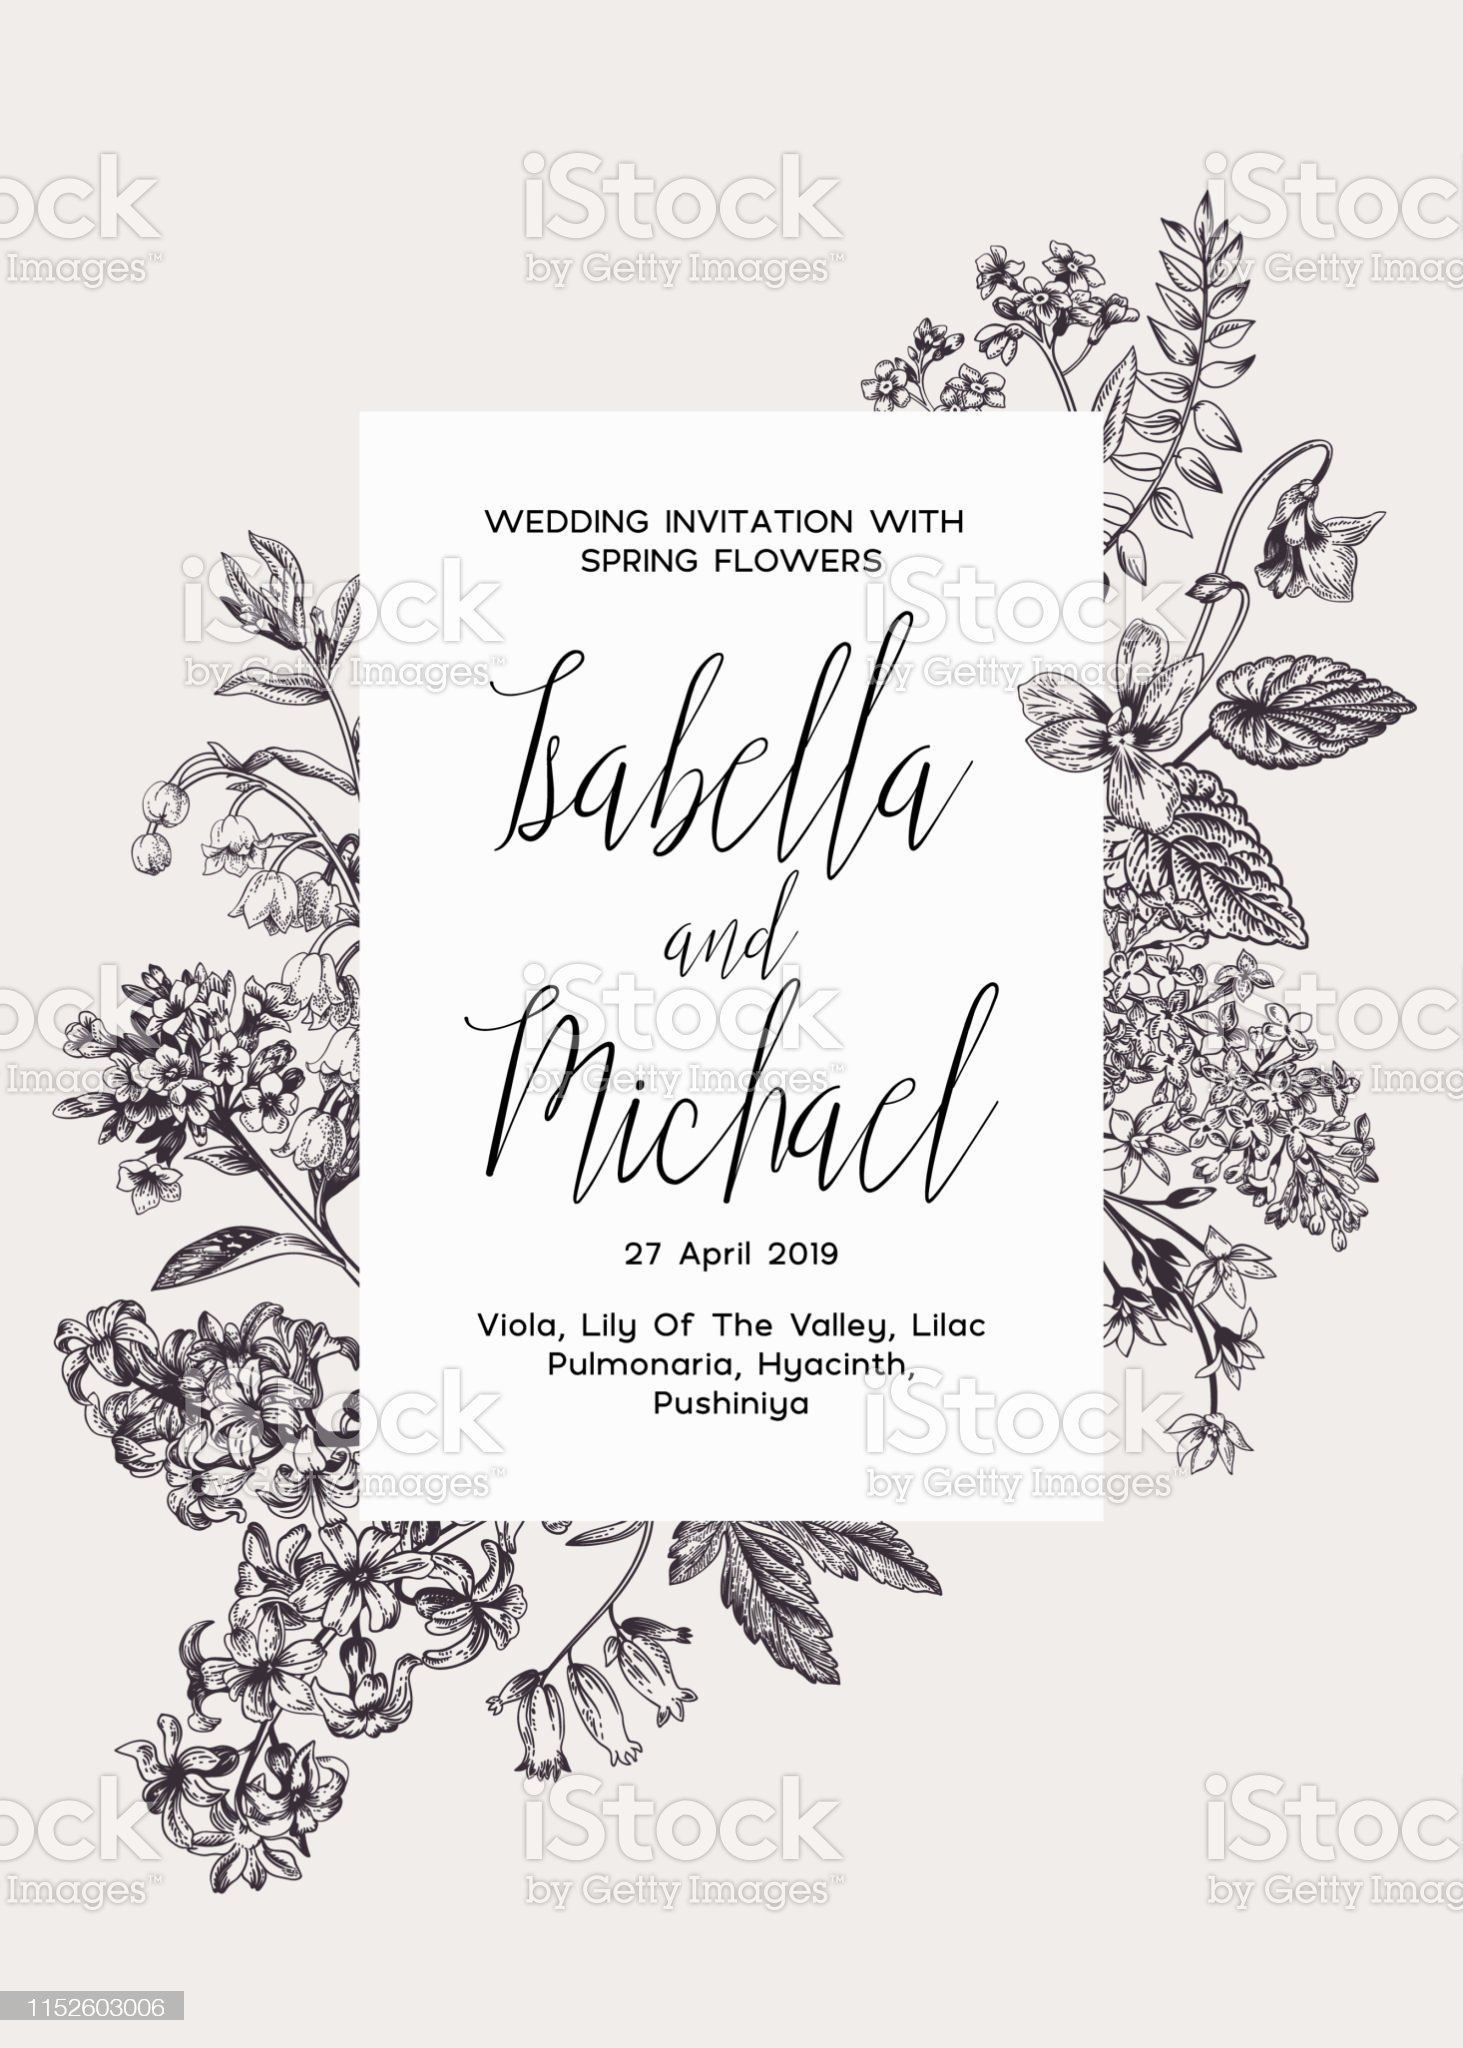 iStock
by Getty Images™
WEDDING INVITATION WITH
SPRING FLOWERS
Isabella
and
Michael
27 April 2019
Viola, Lily Of The Valley, Lilac
Pulmonaria, Hyacinth,
Pushiniya
1152603006